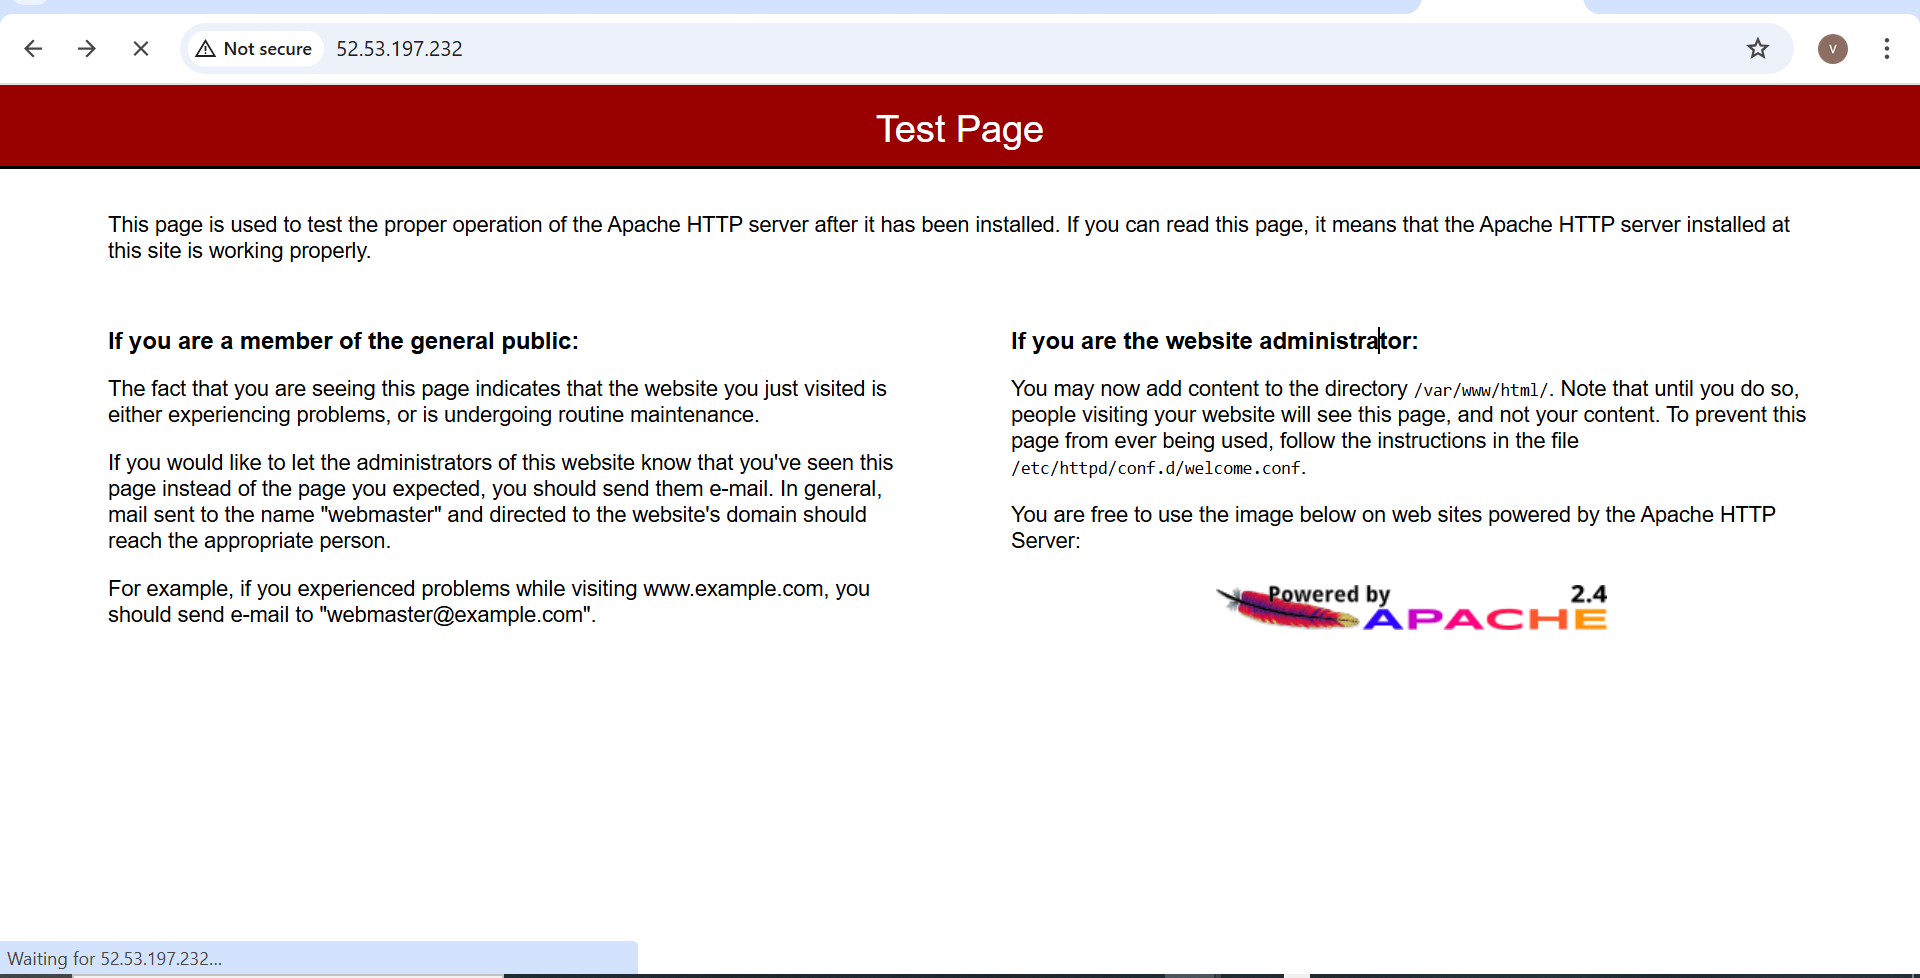 Not secure
52.53.197.232
V
Test Page
This page is used to test the proper operation of the Apache HTTP server after it has been installed. If you can read this page, it means that the Apache HTTP server installed at
this site is working properly.
If you are a member of the general public:
The fact that you are seeing this page indicates that the website you just visited is
either experiencing problems, or is undergoing routine maintenance.
If you would like to let the administrators of this website know that you've seen this
page instead of the page you expected, you should send them e-mail. In general,
mail sent to the name "webmaster" and directed to the website's domain should
reach the appropriate person.
For example, if you experienced problems while visiting www.example.com, you
should send e-mail to "webmaster@example.com".
If you are the website administrator:
You may now add content to the directory /var/www/html/. Note that until you do so,
people visiting your website will see this page, and not your content. To prevent this
page from ever being used, follow the instructions in the file
/etc/httpd/conf.d/welcome.conf.
You are free to use the image below on web sites powered by the Apache HTTP
Server:
Powered by 2.4
APACHE
Waiting for 52.53.197.232...